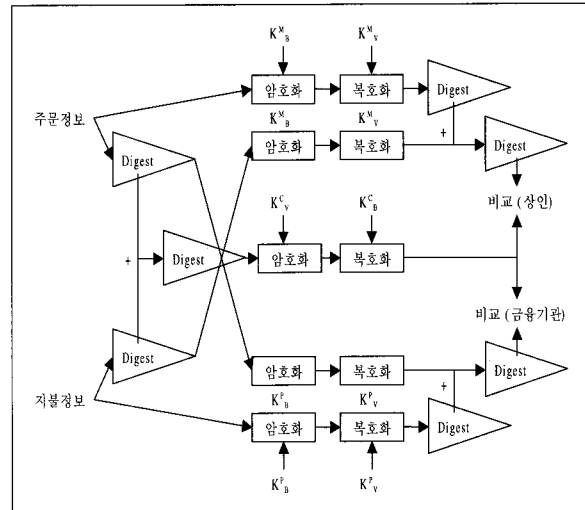 K^M_B K^M_V
암호화 복호화 Digest
주문정보
K^M_B K^M_V
Digest 암호화 복호화 + Digest
K^C_V K^C_B 비교 (상인)
+ Digest 암호화 복호화
비교 (금융기관)
Digest 암호화 복호화 Digest
+
지불정보 K^P_B K^P_V
암호화 복호화 Digest
K^P_B K^P_V